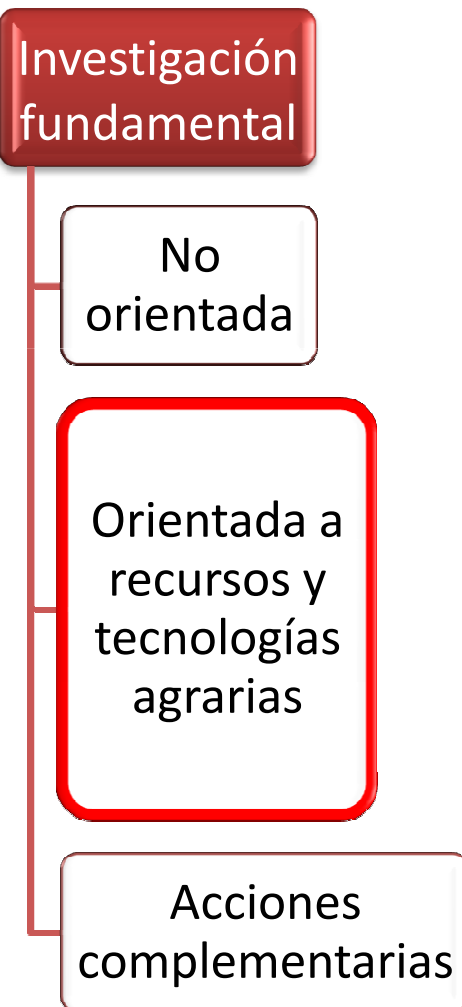 Investigación
fundamental
No
orientada
Orientada a
recursos y
tecnologías
agrarias
Acciones
complementarias